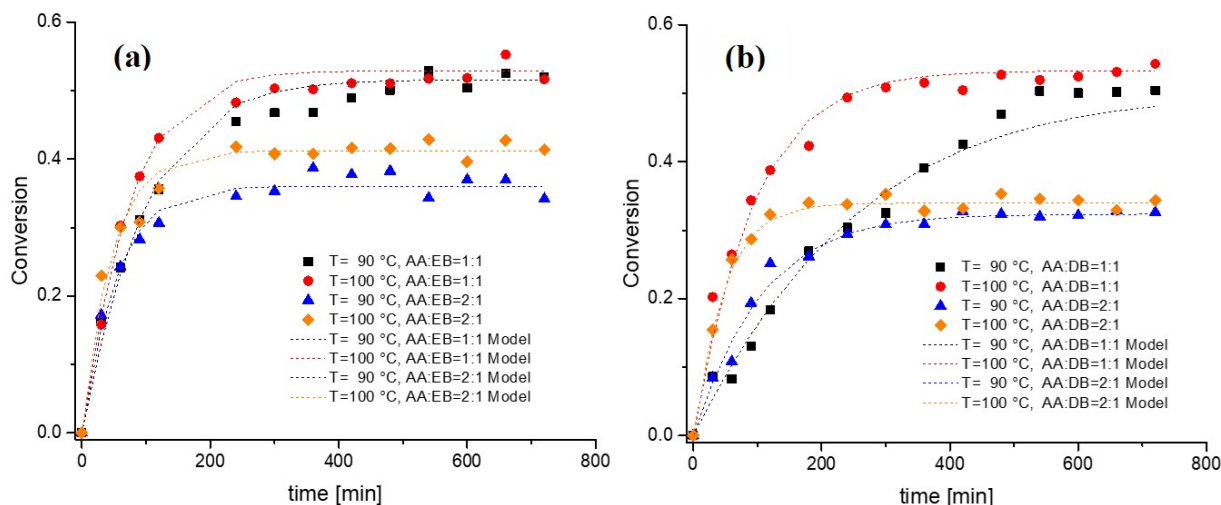 (a)
0.6
0.4
0.2
0.0
Conversion
T= 90 °C, AA:EB=1:1
T=100 °C, AA:EB=1:1
T= 90 °C, AA:EB=2:1
T=100 °C, AA:EB=2:1
T= 90 °C, AA:EB=1:1 Model
T=100 °C, AA:EB=1:1 Model
T= 90 °C, AA:EB=2:1 Model
T=100 °C, AA:EB=2:1 Model
0 200 400 600 800
time [min]
(b)
0.6
0.4
0.2
0.0
Conversion
T= 90 °C, AA:DB=1:1
T=100 °C, AA:DB=1:1
T= 90 °C, AA:DB=2:1
T=100 °C, AA:DB=2:1
T= 90 °C, AA:DB=1:1 Model
T=100 °C, AA:DB=1:1 Model
T= 90 °C, AA:DB=2:1 Model
T=100 °C, AA:DB=2:1 Model
0 200 400 600 800
time [min]